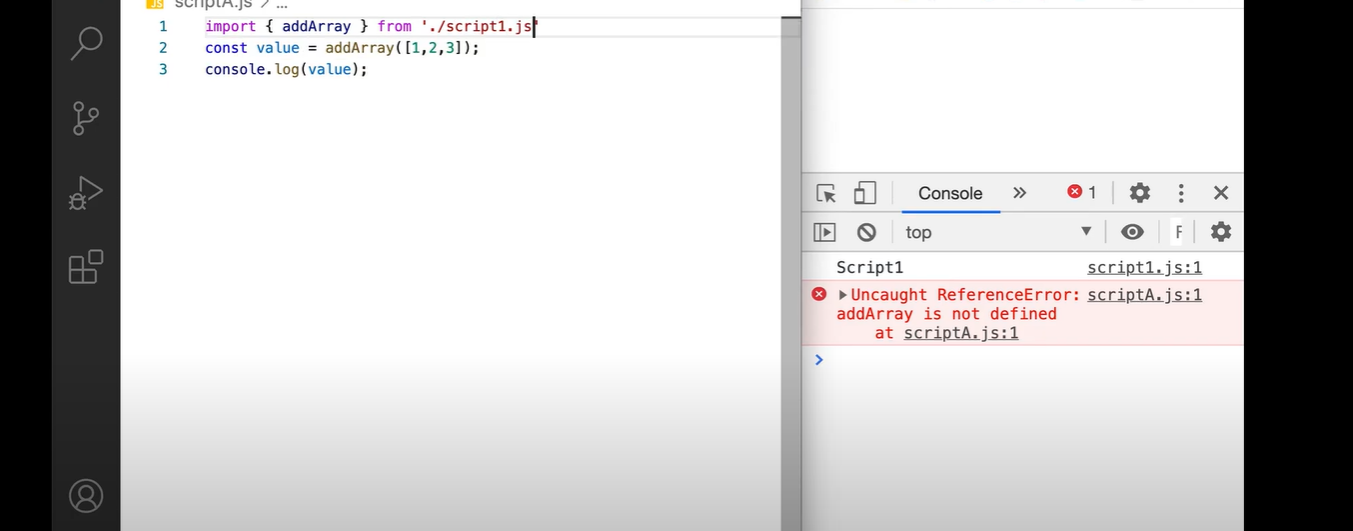 JS scriptA.js > ...
1 import { addArray } from './script1.js'
2 const value = addArray([1,2,3]);
3 console.log(value);
Console » 1
top
Script1 script1.js:1
Uncaught ReferenceError: scriptA.js:1
addArray is not defined
at scriptA.js:1